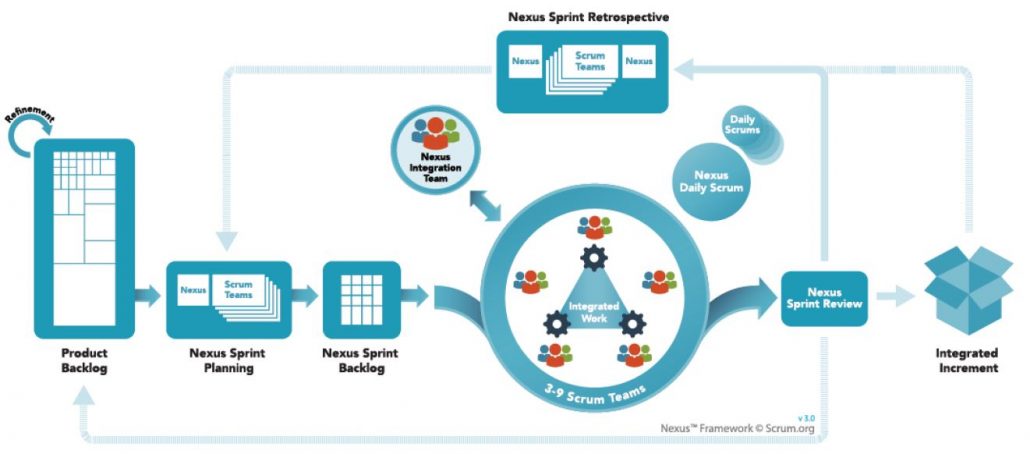 Nexus Sprint Retrospective
Nexus
Scrum
Teams
Nexus
Refinement
Daily
Scrums
Nexus
Integration
Team
Nexus
Daily Scrum
Nexus
Scrum
Teams
Integrated
Work
Nexus
Sprint Review
Product
Backlog
Nexus Sprint
Planning
Nexus Sprint
Backlog
3-9 Scrum Teams
Integrated
Increment
v 3.0
Nexus™ Framework © Scrum.org